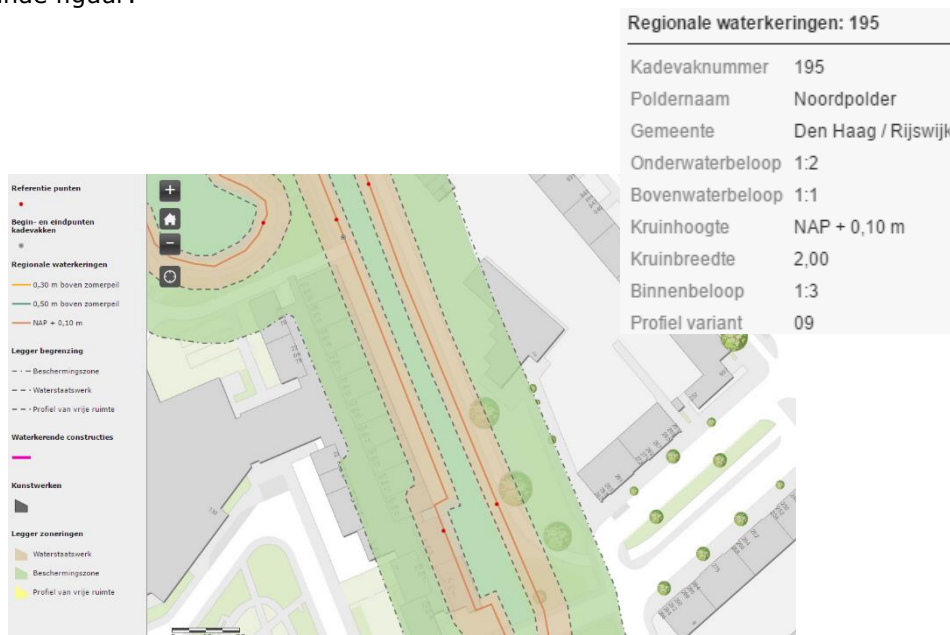 nde figuur.
Regionale waterkeringen: 195
Kadevaknummer 195
Poldernaam Noordpolder
Gemeente Den Haag / Rijswijk
Onderwaterbeloop 1:2
Bovenwaterbeloop 1:1
Kruinhoogte NAP + 0,10 m
Kruinbreedte 2,00
Binnenbeloop 1:3
Profiel variant 09
Referentie punten
Begin- en eindpunten
kadevakken
Regionale waterkeringen
0,30 m boven zomerpeil
0,50 m boven zomerpeil
NAP + 0,10 m
Legger begrenzing
Beschermingszone
Waterstaatswerk
Profiel van vrije ruimte
Waterkerende constructies
Kunstwerken
Legger zoneringen
Waterstaatswerk
Beschermingszone
Profiel van vrije ruimte